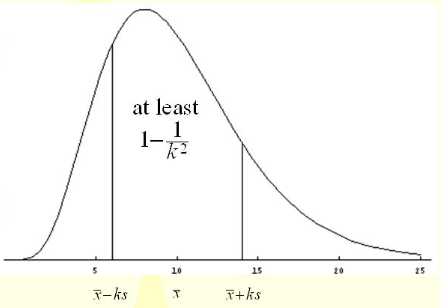 at least
1 − 1/k²
5 10 15 20 25
x̄−ks x x̄+ks